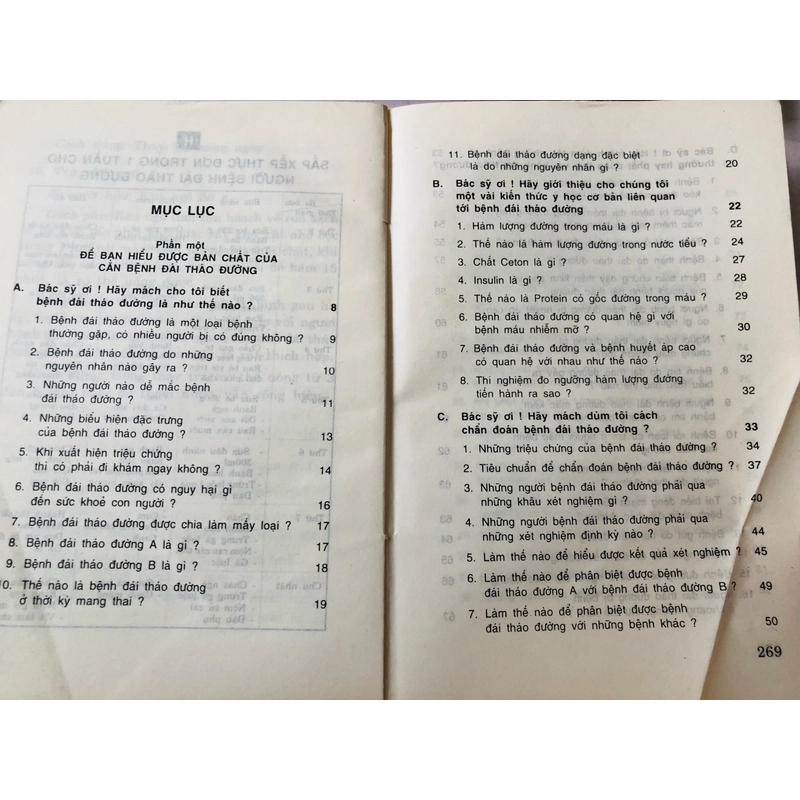 MỤC LỤC
Phần một
ĐỂ BẠN HIỂU ĐƯỢC BẢN CHẤT CỦA
CĂN BỆNH ĐÁI THÁO ĐƯỜNG
A. Bác sỹ ơi ! Hãy mách cho tôi biết
bệnh đái tháo đường là như thế nào ? 8
1. Bệnh đái tháo đường là một loại bệnh
thường gặp, có nhiều người bị có đúng không ? 9
2. Bệnh đái tháo đường do những
nguyên nhân nào gây ra ? 10
3. Những người nào dễ mắc bệnh
đái tháo đường ? 11
4. Những biểu hiện đặc trưng
của bệnh đái tháo đường ? 13
5. Khi xuất hiện triệu chứng
thì có phải đi khám ngay không ? 14
6. Bệnh đái tháo đường có nguy hại gì
đến sức khoẻ con người ? 16
7. Bệnh đái tháo đường được chia làm mấy loại ? 17
8. Bệnh đái tháo đường A là gì ? 17
9. Bệnh đái tháo đường B là gì ? 18
10. Thế nào là bệnh đái tháo đường
ở thời kỳ mang thai ? 19
11. Bệnh đái tháo đường dạng đặc biệt
là do những nguyên nhân gì ? 20
B. Bác sỹ ơi ! Hãy giới thiệu cho chúng tôi
một vài kiến thức y học cơ bản liên quan
tới bệnh đái tháo đường 22
1. Hàm lượng đường trong máu là gì ? 22
2. Thế nào là hàm lượng đường trong nước tiểu ? 24
3. Chất Ceton là gì ? 27
4. Insulin là gì ? 28
5. Thế nào là Protein có gốc đường trong máu ? 29
6. Bệnh đái tháo đường có quan hệ gì với
bệnh máu nhiễm mỡ ? 30
7. Bệnh đái tháo đường và bệnh huyết áp cao
có quan hệ với nhau như thế nào ? 32
8. Thí nghiệm đo ngưỡng hàm lượng đường
tiến hành ra sao ? 32
C. Bác sỹ ơi ! Hãy mách dùm tôi cách
chẩn đoán bệnh đái tháo đường ? 33
1. Những triệu chứng của bệnh đái tháo đường ? 34
2. Tiêu chuẩn để chẩn đoán bệnh đái tháo đường ? 37
3. Những người bệnh đái tháo đường phải qua
những khâu xét nghiệm gì ? 40
4. Những người bệnh đái tháo đường phải qua
những xét nghiệm định kỳ nào ? 44
5. Làm thế nào để hiểu được kết quả xét nghiệm ? 45
6. Làm thế nào để phân biệt được bệnh
đái tháo đường A với bệnh đái tháo đường B ? 49
7. Làm thế nào để phân biệt được bệnh
đái tháo đường với những bệnh khác ? 50
269